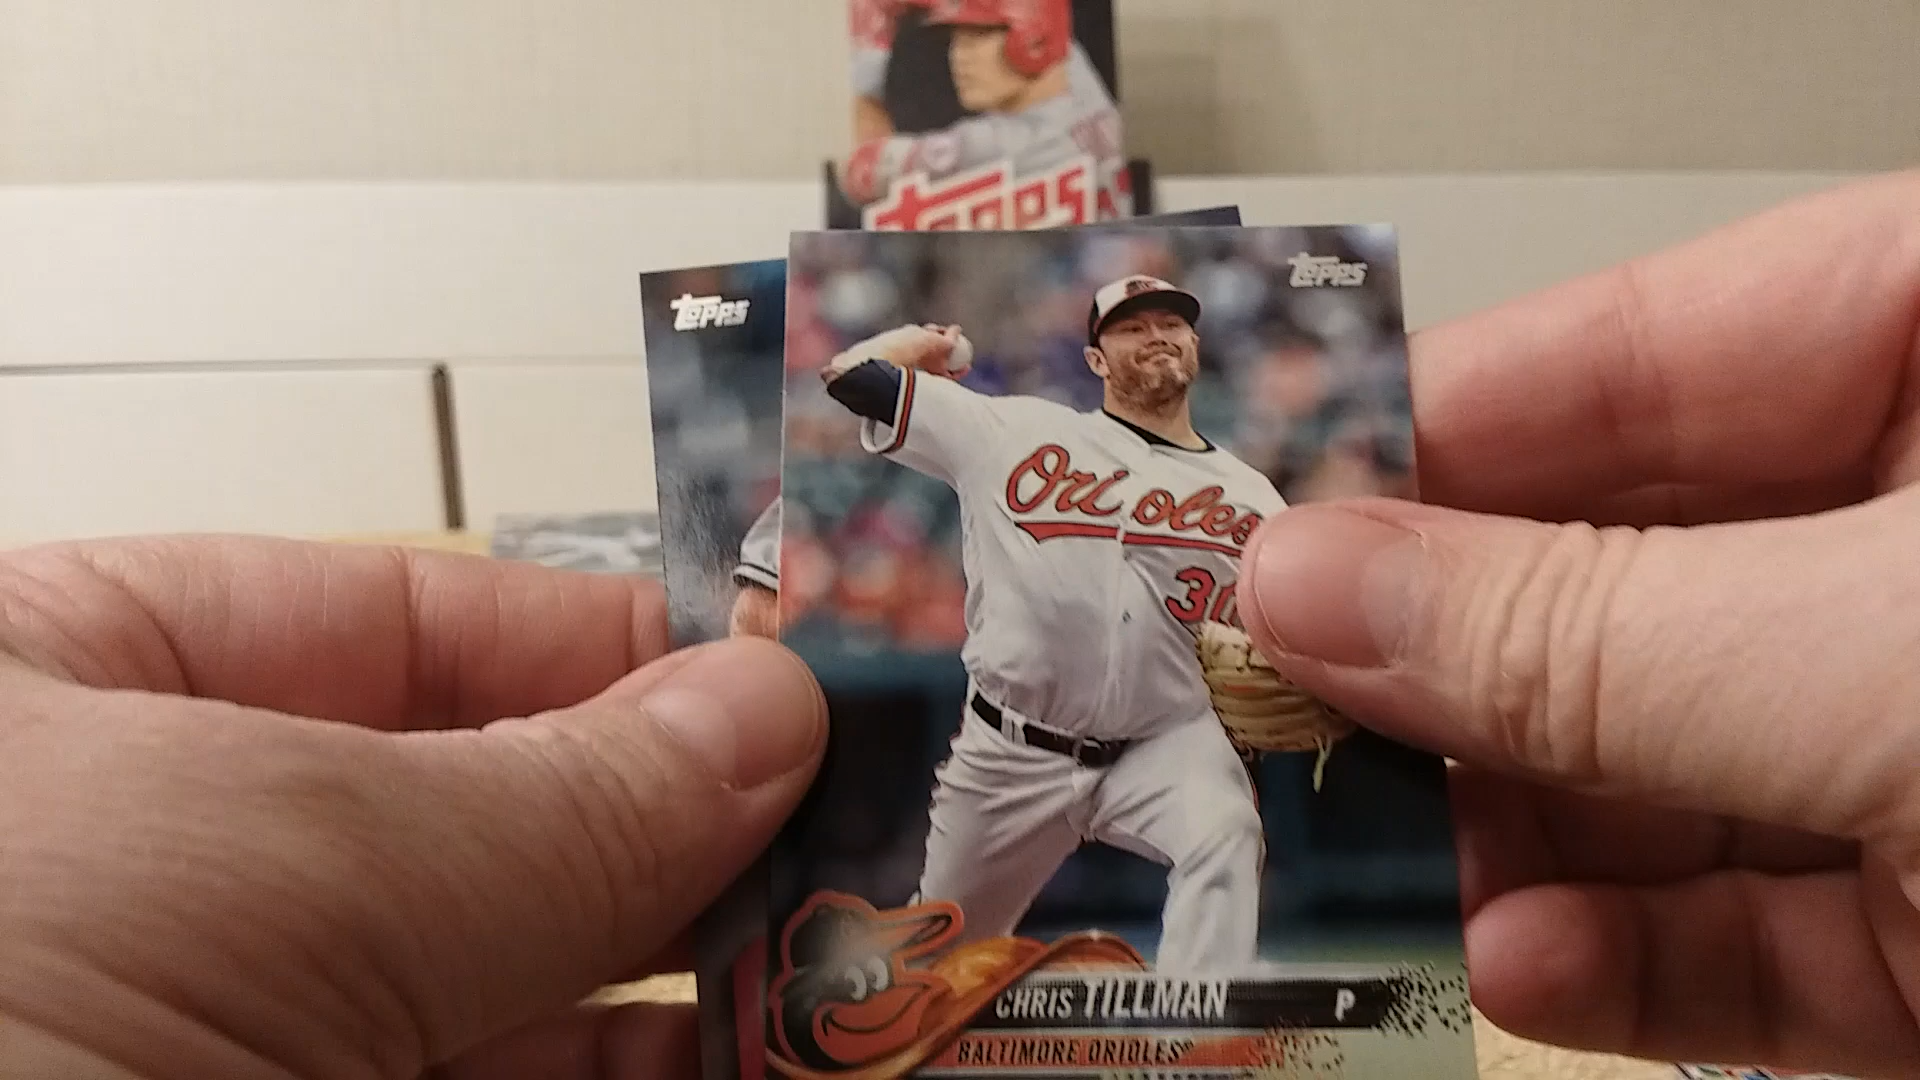 TOPPS
TOPPS
TOPPS
Orioles
30
CHRIS TILLMAN P
BALTIMORE ORIOLES